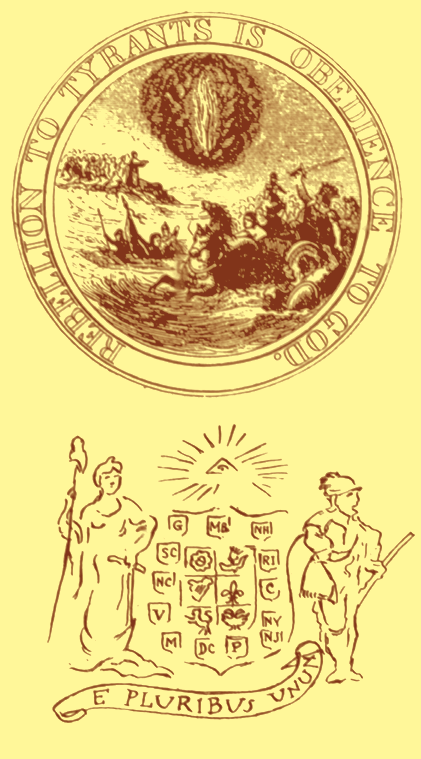 REBELLION TO TYRANTS IS OBEDIENCE TO GOD.
G MB NH
SC RI
NC C
V NY
NJ
M DC P
E PLURIBUS UNUM